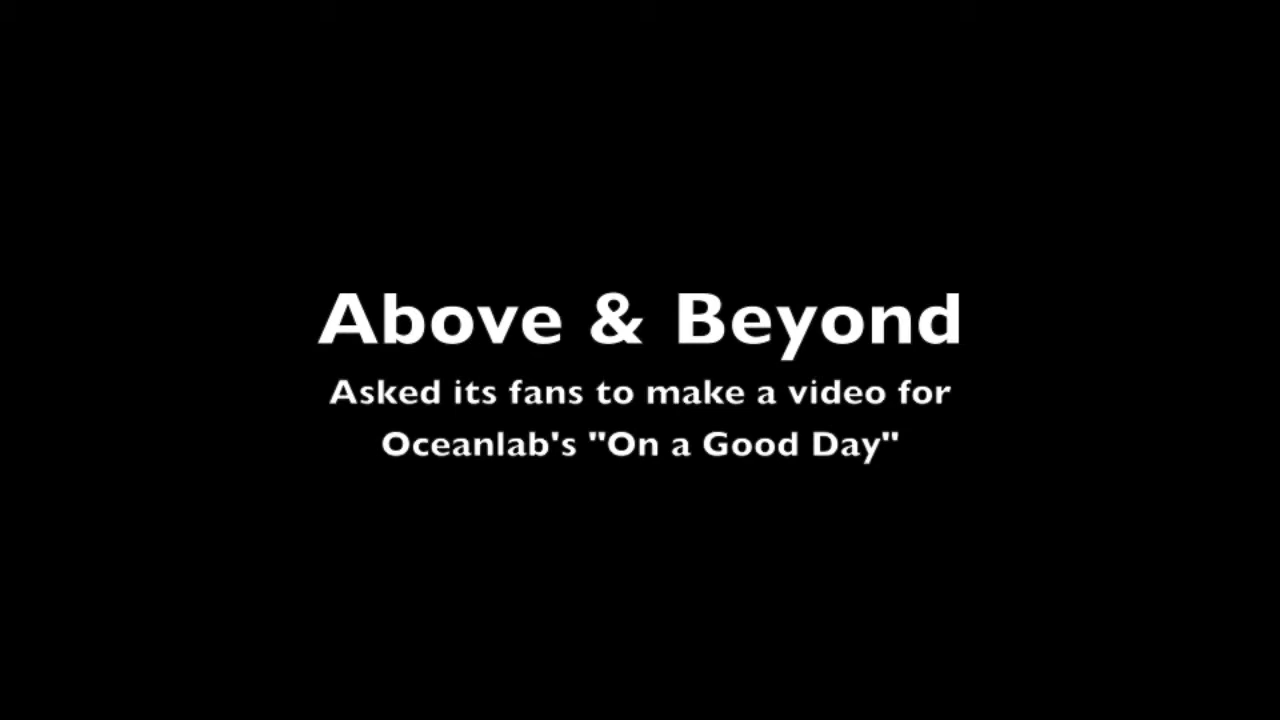 Above & Beyond
Asked its fans to make a video for
Oceanlab's "On a Good Day"